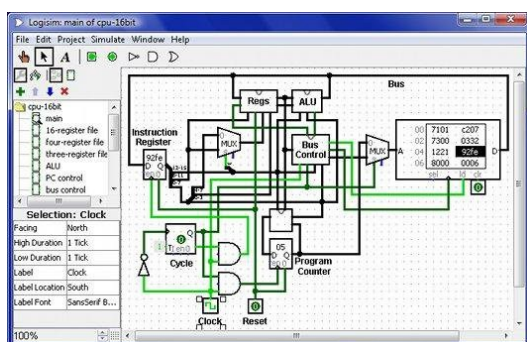 Logisim: main of cpu-16bit
File Edit Project Simulate Window Help
A
cpu-16bit
main
16-register file
four-register file
three-register file
ALU
PC control
bus control
Selection: Clock
Facing North
High Duration 1 Tick
Low Duration 1 Tick
Label Clock
Label Location South
Label Font SansSerif B...
100%
Bus
Regs
ALU
Instruction
Register
92fe
D Q
MUX
Bus
Control
MUX
A
00 7101 c207
02 7300 0332
04 1221 92fe
06 8000 0006
D
sel ld clr
Cycle
05
D Q
Program
Counter
Clock
Reset